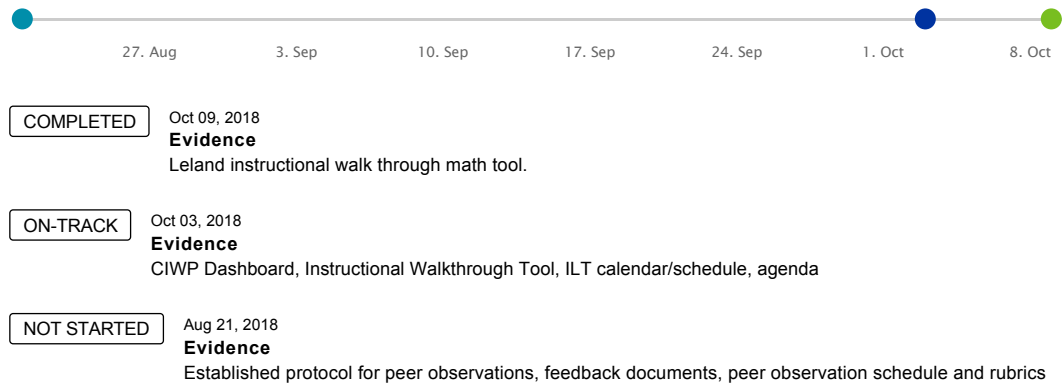 27. Aug 3. Sep 10. Sep 17. Sep 24. Sep 1. Oct 8. Oct
COMPLETED Oct 09, 2018
Evidence
Leland instructional walk through math tool.
ON-TRACK Oct 03, 2018
Evidence
CIWP Dashboard, Instructional Walkthrough Tool, ILT calendar/schedule, agenda
NOT STARTED Aug 21, 2018
Evidence
Established protocol for peer observations, feedback documents, peer observation schedule and rubrics